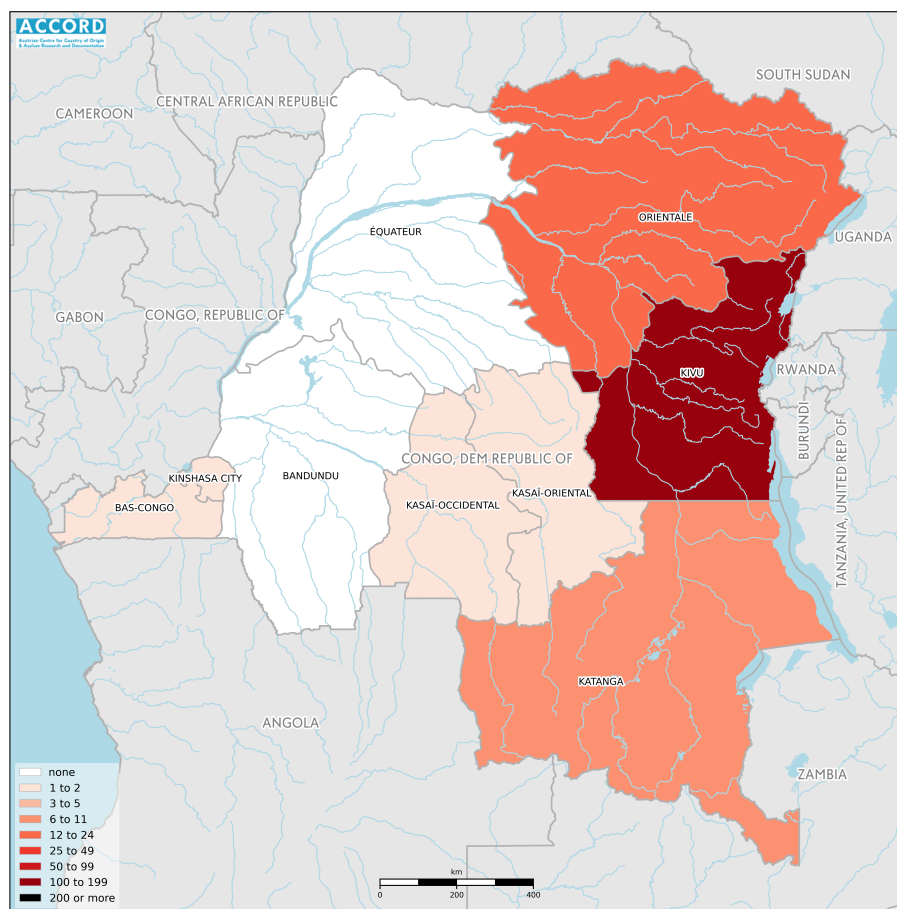 ACCORD
Austrian Centre for Country of Origin
& Asylum Research and Documentation
SOUTH SUDAN
CENTRAL AFRICAN REPUBLIC
CAMEROON
ORIENTALE
ÉQUATEUR
UGANDA
GABON
CONGO, REPUBLIC OF
RWANDA
KIVU
BURUNDI
TANZANIA, UNITED REP OF
CONGO, DEM REPUBLIC OF
KINSHASA CITY
BANDUNDU
KASAÏ-ORIENTAL
KASAÏ-OCCIDENTAL
BAS-CONGO
KATANGA
ANGOLA
ZAMBIA
none
1 to 2
3 to 5
6 to 11
12 to 24
25 to 49
50 to 99
100 to 199
200 or more
km
0 200 400